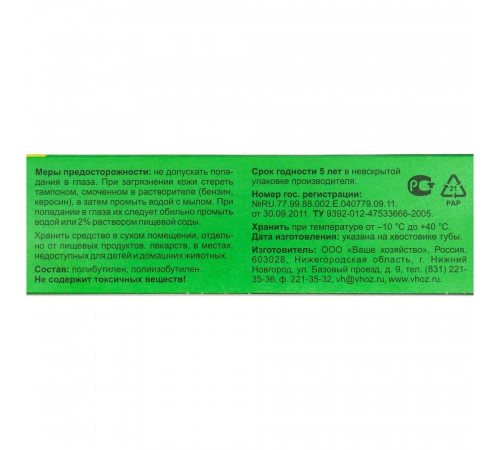 Меры предосторожности: не допускать попа-
дания в глаза. При загрязнении кожи стереть
тампоном, смоченном в растворителе (бензин,
керосин), а затем промыть водой с мылом. При
попадании в глаза их следует обильно промыть
водой или 2% раствором пищевой соды.
Хранить средство в сухом помещении, отдель-
но от пищевых продуктов, лекарств, в местах,
недоступных для детей и домашних животных.
Состав: полибутилен, полиизобутилен.
Не содержит токсичных веществ!
Срок годности 5 лет в невскрытой
упаковке производителя.
Номер гос. регистрации:
№RU.77.99.88.002.Е.040779.09.11.
от 30.09.2011. ТУ 9392-012-47533666-2005.
Хранить при температуре от –10 °С до +40 °С.
Дата изготовления: указана на хвостовике тубы.
Изготовитель: ООО «Ваше хозяйство», Россия,
603028, Нижегородская область, г. Нижний
Новгород, ул. Базовый проезд, д. 9, тел. (831) 221-
35-36, ф. 221-35-32, vh@vhoz.ru, www.vhoz.ru
21
PAP